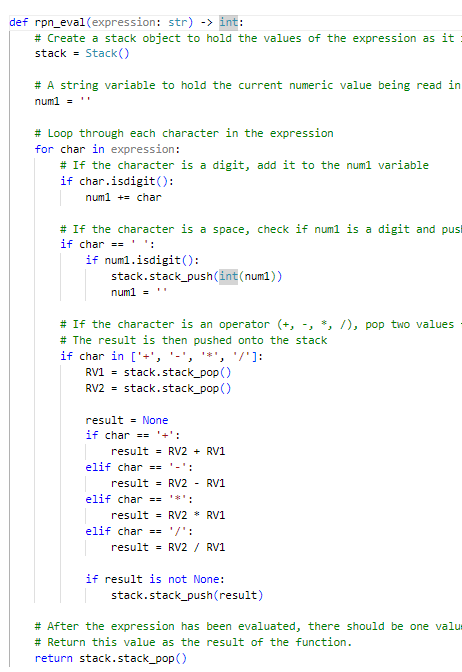 def rpn_eval(expression: str) -> int:
    # Create a stack object to hold the values of the expression as it
    stack = Stack()

    # A string variable to hold the current numeric value being read in
    num1 = ''

    # Loop through each character in the expression
    for char in expression:
        # If the character is a digit, add it to the num1 variable
        if char.isdigit():
            num1 += char

        # If the character is a space, check if num1 is a digit and pus
        if char == ' ':
            if num1.isdigit():
                stack.stack_push(int(num1))
                num1 = ''

        # If the character is an operator (+, -, *, /), pop two values
        # The result is then pushed onto the stack
        if char in ['+', '-', '*', '/']:
            RV1 = stack.stack_pop()
            RV2 = stack.stack_pop()

            result = None
            if char == '+':
                result = RV2 + RV1
            elif char == '-':
                result = RV2 - RV1
            elif char == '*':
                result = RV2 * RV1
            elif char == '/':
                result = RV2 / RV1

            if result is not None:
                stack.stack_push(result)

    # After the expression has been evaluated, there should be one valu
    # Return this value as the result of the function.
    return stack.stack_pop()